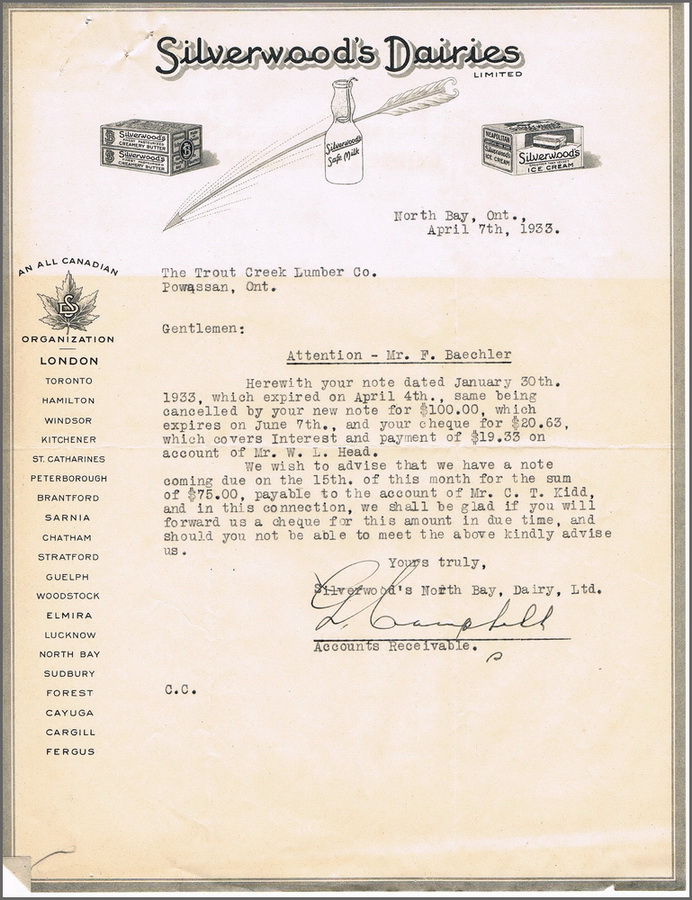 Silverwood's Dairies
LIMITED
Silverwood's
CREAMERY BUTTER
Silverwood's
CREAMERY BUTTER
Silverwood's
Safe Milk
NEAPOLITAN
Silverwood's
ICE CREAM
Silverwood's
ICE CREAM
North Bay, Ont.,
April 7th, 1933.
AN ALL CANADIAN
ORGANIZATION
LONDON
TORONTO
HAMILTON
WINDSOR
KITCHENER
ST. CATHARINES
PETERBOROUGH
BRANTFORD
SARNIA
CHATHAM
STRATFORD
GUELPH
WOODSTOCK
ELMIRA
LUCKNOW
NORTH BAY
SUDBURY
FOREST
CAYUGA
CARGILL
FERGUS
The Trout Creek Lumber Co.
Powassan, Ont.
Gentlemen:
Attention - Mr. F. Baechler
Herewith your note dated January 30th.
1933, which expired on April 4th., same being
cancelled by your new note for $100.00, which
expires on June 7th., and your cheque for $20.63,
which covers Interest and payment of $19.33 on
account of Mr. W. L. Head.
We wish to advise that we have a note
coming due on the 15th. of this month for the sum
of $75.00, payable to the account of Mr. C. T. Kidd,
and in this connection, we shall be glad if you will
forward us a cheque for this amount in due time, and
should you not be able to meet the above kindly advise
us.
Yours truly,
Silverwood's North Bay, Dairy, Ltd.
L. Campbell
Accounts Receivable.
C.C.